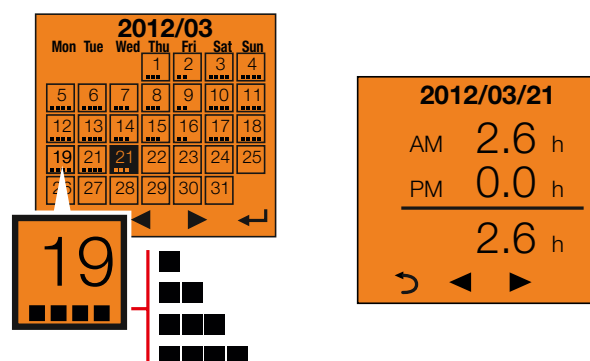 2012/03
Mon Tue Wed Thu Fri Sat Sun
1 2 3 4
5 6 7 8 9 10 11
12 13 14 15 16 17 18
19 21 21 22 23 24 25
26 27 28 29 30 31
19
2012/03/21
AM 2.6 h
PM 0.0 h
2.6 h